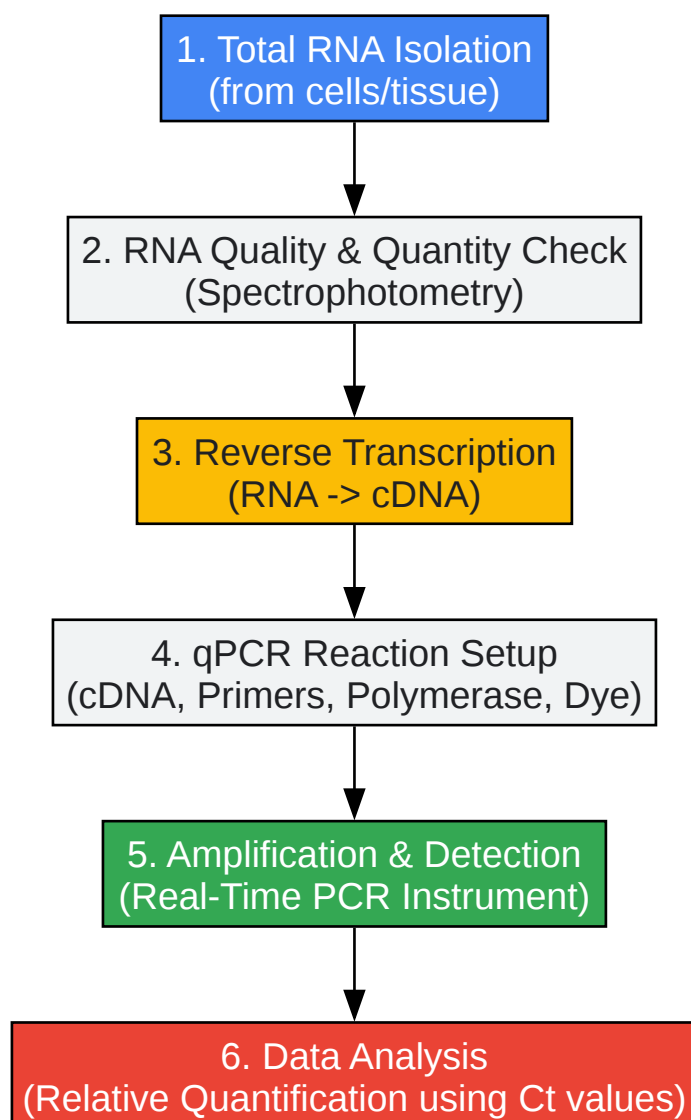 1. Total RNA Isolation
(from cells/tissue)
2. RNA Quality & Quantity Check
(Spectrophotometry)
3. Reverse Transcription
(RNA -> cDNA)
4. qPCR Reaction Setup
(cDNA, Primers, Polymerase, Dye)
5. Amplification & Detection
(Real-Time PCR Instrument)
6. Data Analysis
(Relative Quantification using Ct values)